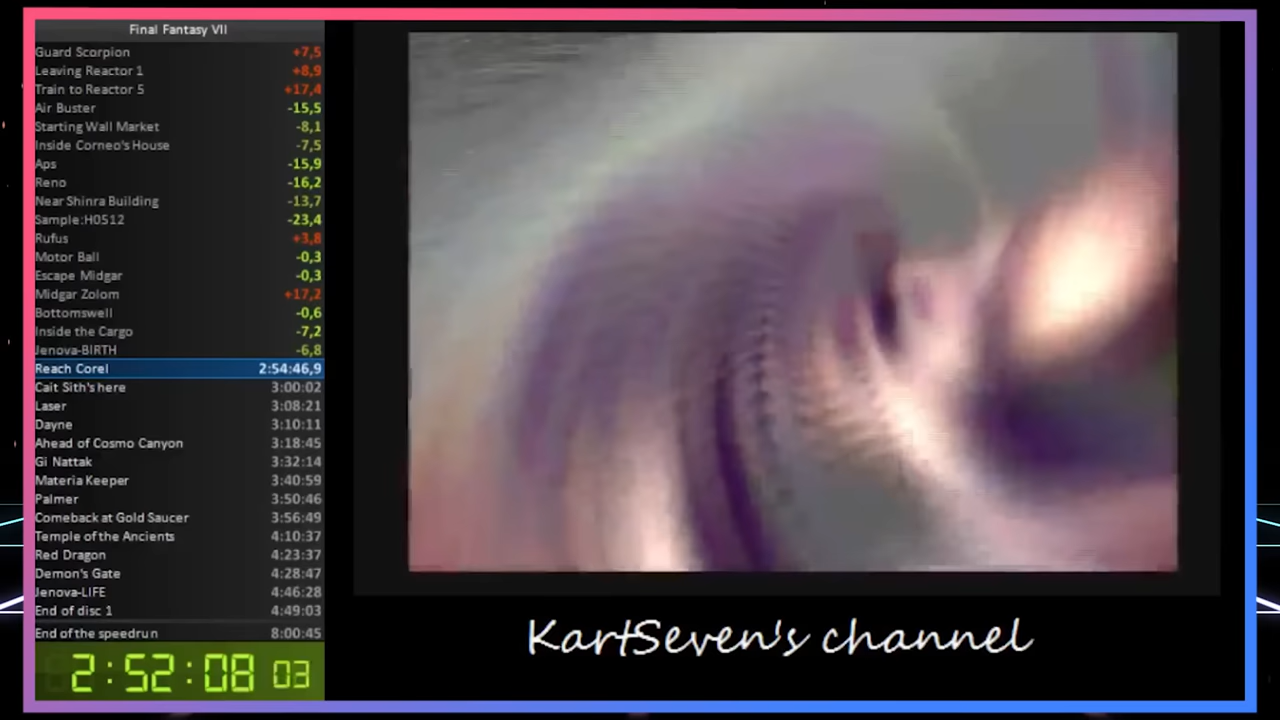 Final Fantasy VII
Guard Scorpion +7,5
Leaving Reactor 1 +8,9
Train to Reactor 5 +17,4
Air Buster -15,5
Starting Wall Market -8,1
Inside Corneo's House -7,5
Aps -15,9
Reno -16,2
Near Shinra Building -13,7
Sample:H0512 -23,4
Rufus +3,8
Motor Ball -0,3
Escape Midgar -0,3
Midgar Zolom +17,2
Bottomswell -0,6
Inside the Cargo -7,2
Jenova-BIRTH -6,8
Reach Corel 2:54:46,9
Cait Sith's here 3:00:02
Laser 3:08:21
Dayne 3:10:11
Ahead of Cosmo Canyon 3:18:45
Gi Nattak 3:32:14
Materia Keeper 3:40:59
Palmer 3:50:46
Comeback at Gold Saucer 3:56:49
Temple of the Ancients 4:10:37
Red Dragon 4:23:37
Demon's Gate 4:28:47
Jenova-LIFE 4:46:28
End of disc 1 4:49:03
End of the speedrun 8:00:45
2:52:08 03
KartSeven's channel